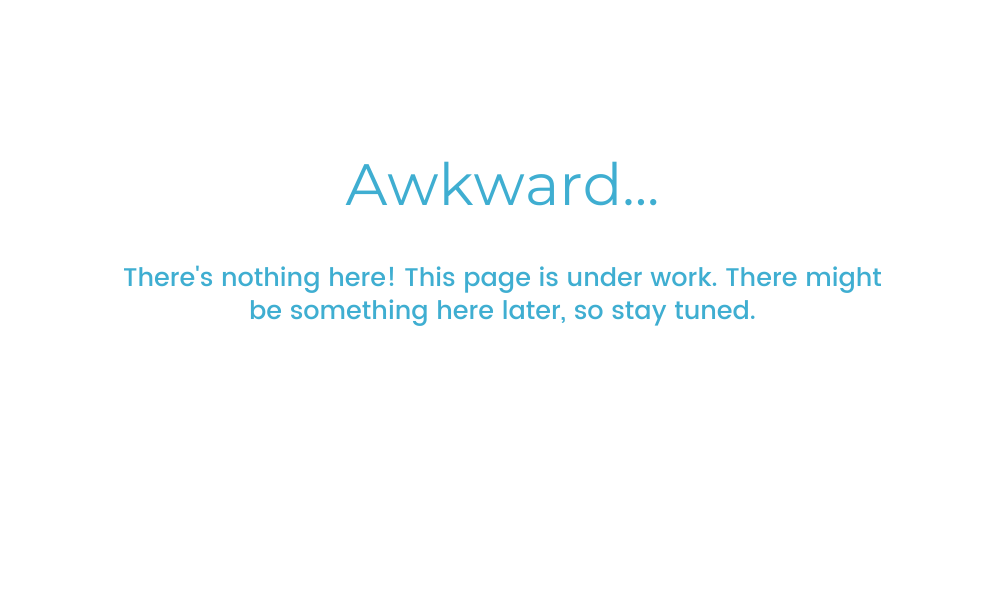 Awkward...
There's nothing here! This page is under work. There might
be something here later, so stay tuned.